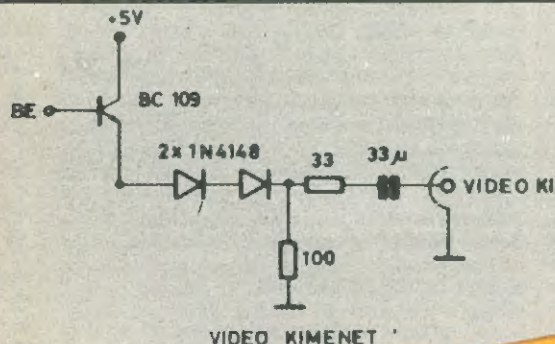 +5V
BC 109
BE
2x 1N4148
33
33µ
VIDEO KI
100
VIDEO KIMENET